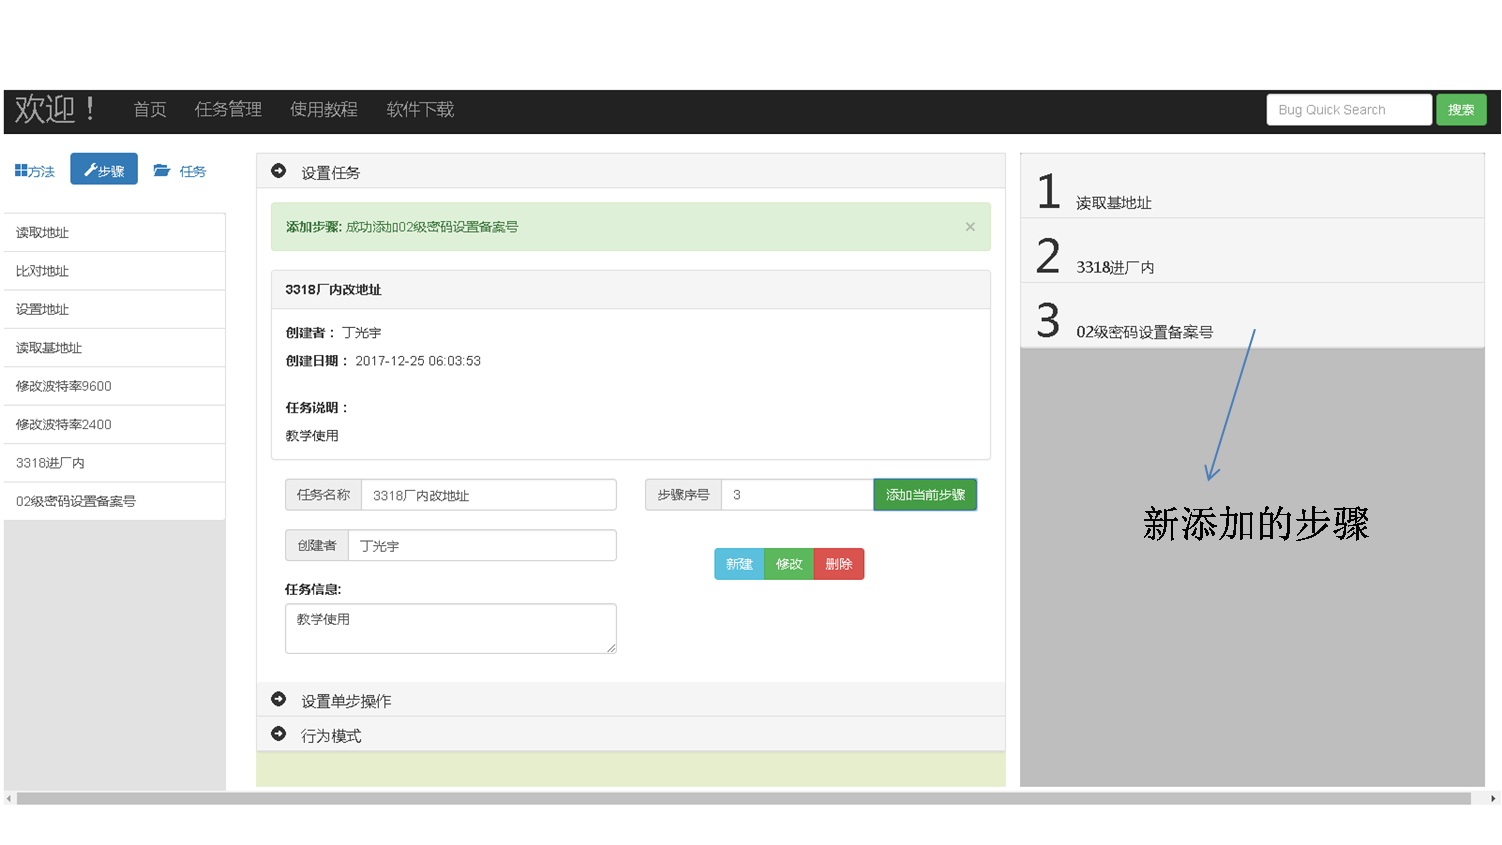 欢迎！ 首页 任务管理 使用教程 软件下载 Bug Quick Search 搜索
方法 步骤 任务
读取地址
比对地址
设置地址
读取基地址
修改波特率9600
修改波特率2400
3318进厂内
02级密码设置备案号
设置任务
添加步骤: 成功添加02级密码设置备案号 ×
3318厂内改地址
创建者： 丁光宇
创建日期： 2017-12-25 06:03:53
任务说明：
教学使用
任务名称 3318厂内改地址
步骤序号 3 添加当前步骤
创建者 丁光宇
新建 修改 删除
任务信息:
教学使用
设置单步操作
行为模式
1 读取基地址
2 3318进厂内
3 02级密码设置备案号
新添加的步骤